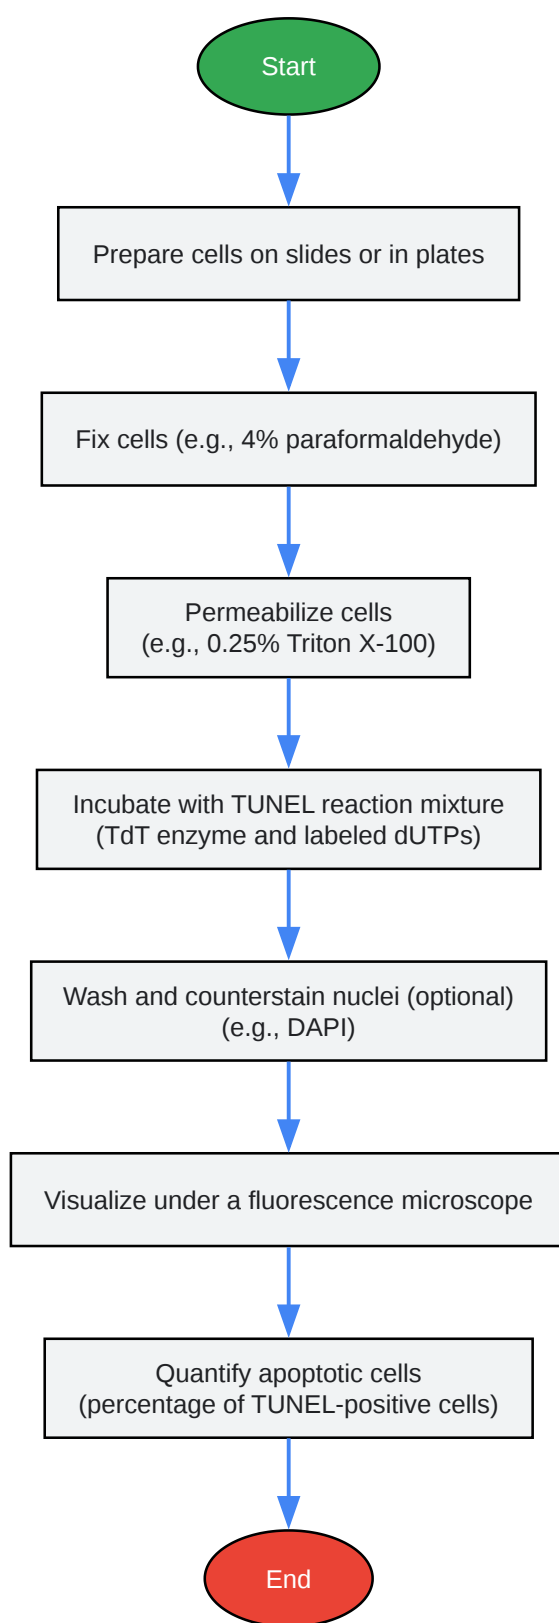 Start
Prepare cells on slides or in plates
Fix cells (e.g., 4% paraformaldehyde)
Permeabilize cells
(e.g., 0.25% Triton X-100)
Incubate with TUNEL reaction mixture
(TdT enzyme and labeled dUTPs)
Wash and counterstain nuclei (optional)
(e.g., DAPI)
Visualize under a fluorescence microscope
Quantify apoptotic cells
(percentage of TUNEL-positive cells)
End